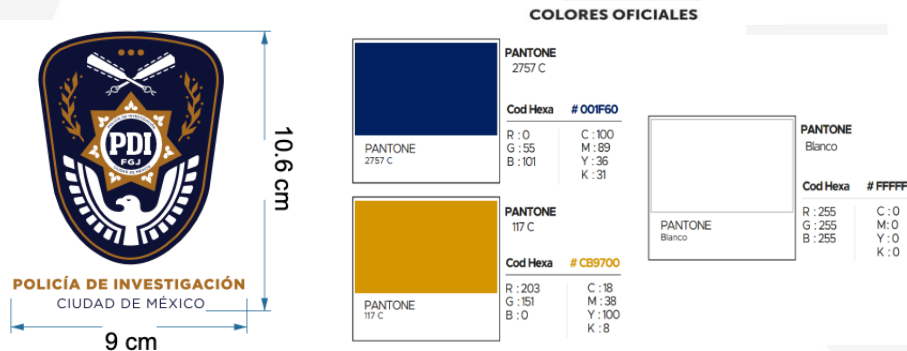 COLORES OFICIALES
PDI
FGJ
CIUDAD DE MÉXICO
POLICÍA DE INVESTIGACIÓN
CIUDAD DE MÉXICO
10.6 cm
9 cm
PANTONE
2757 C
PANTONE
2757 C
Cod Hexa # 001F60
R : 0 C : 100
G : 55 M : 89
B : 101 Y : 36
K : 31
PANTONE
117 C
PANTONE
117 C
Cod Hexa # CB9700
R : 203 C : 18
G : 151 M : 38
B : 0 Y : 100
K : 8
PANTONE
Blanco
PANTONE
Blanco
Cod Hexa # FFFFF
R : 255 C : 0
G : 255 M : 0
B : 255 Y : 0
K : 0